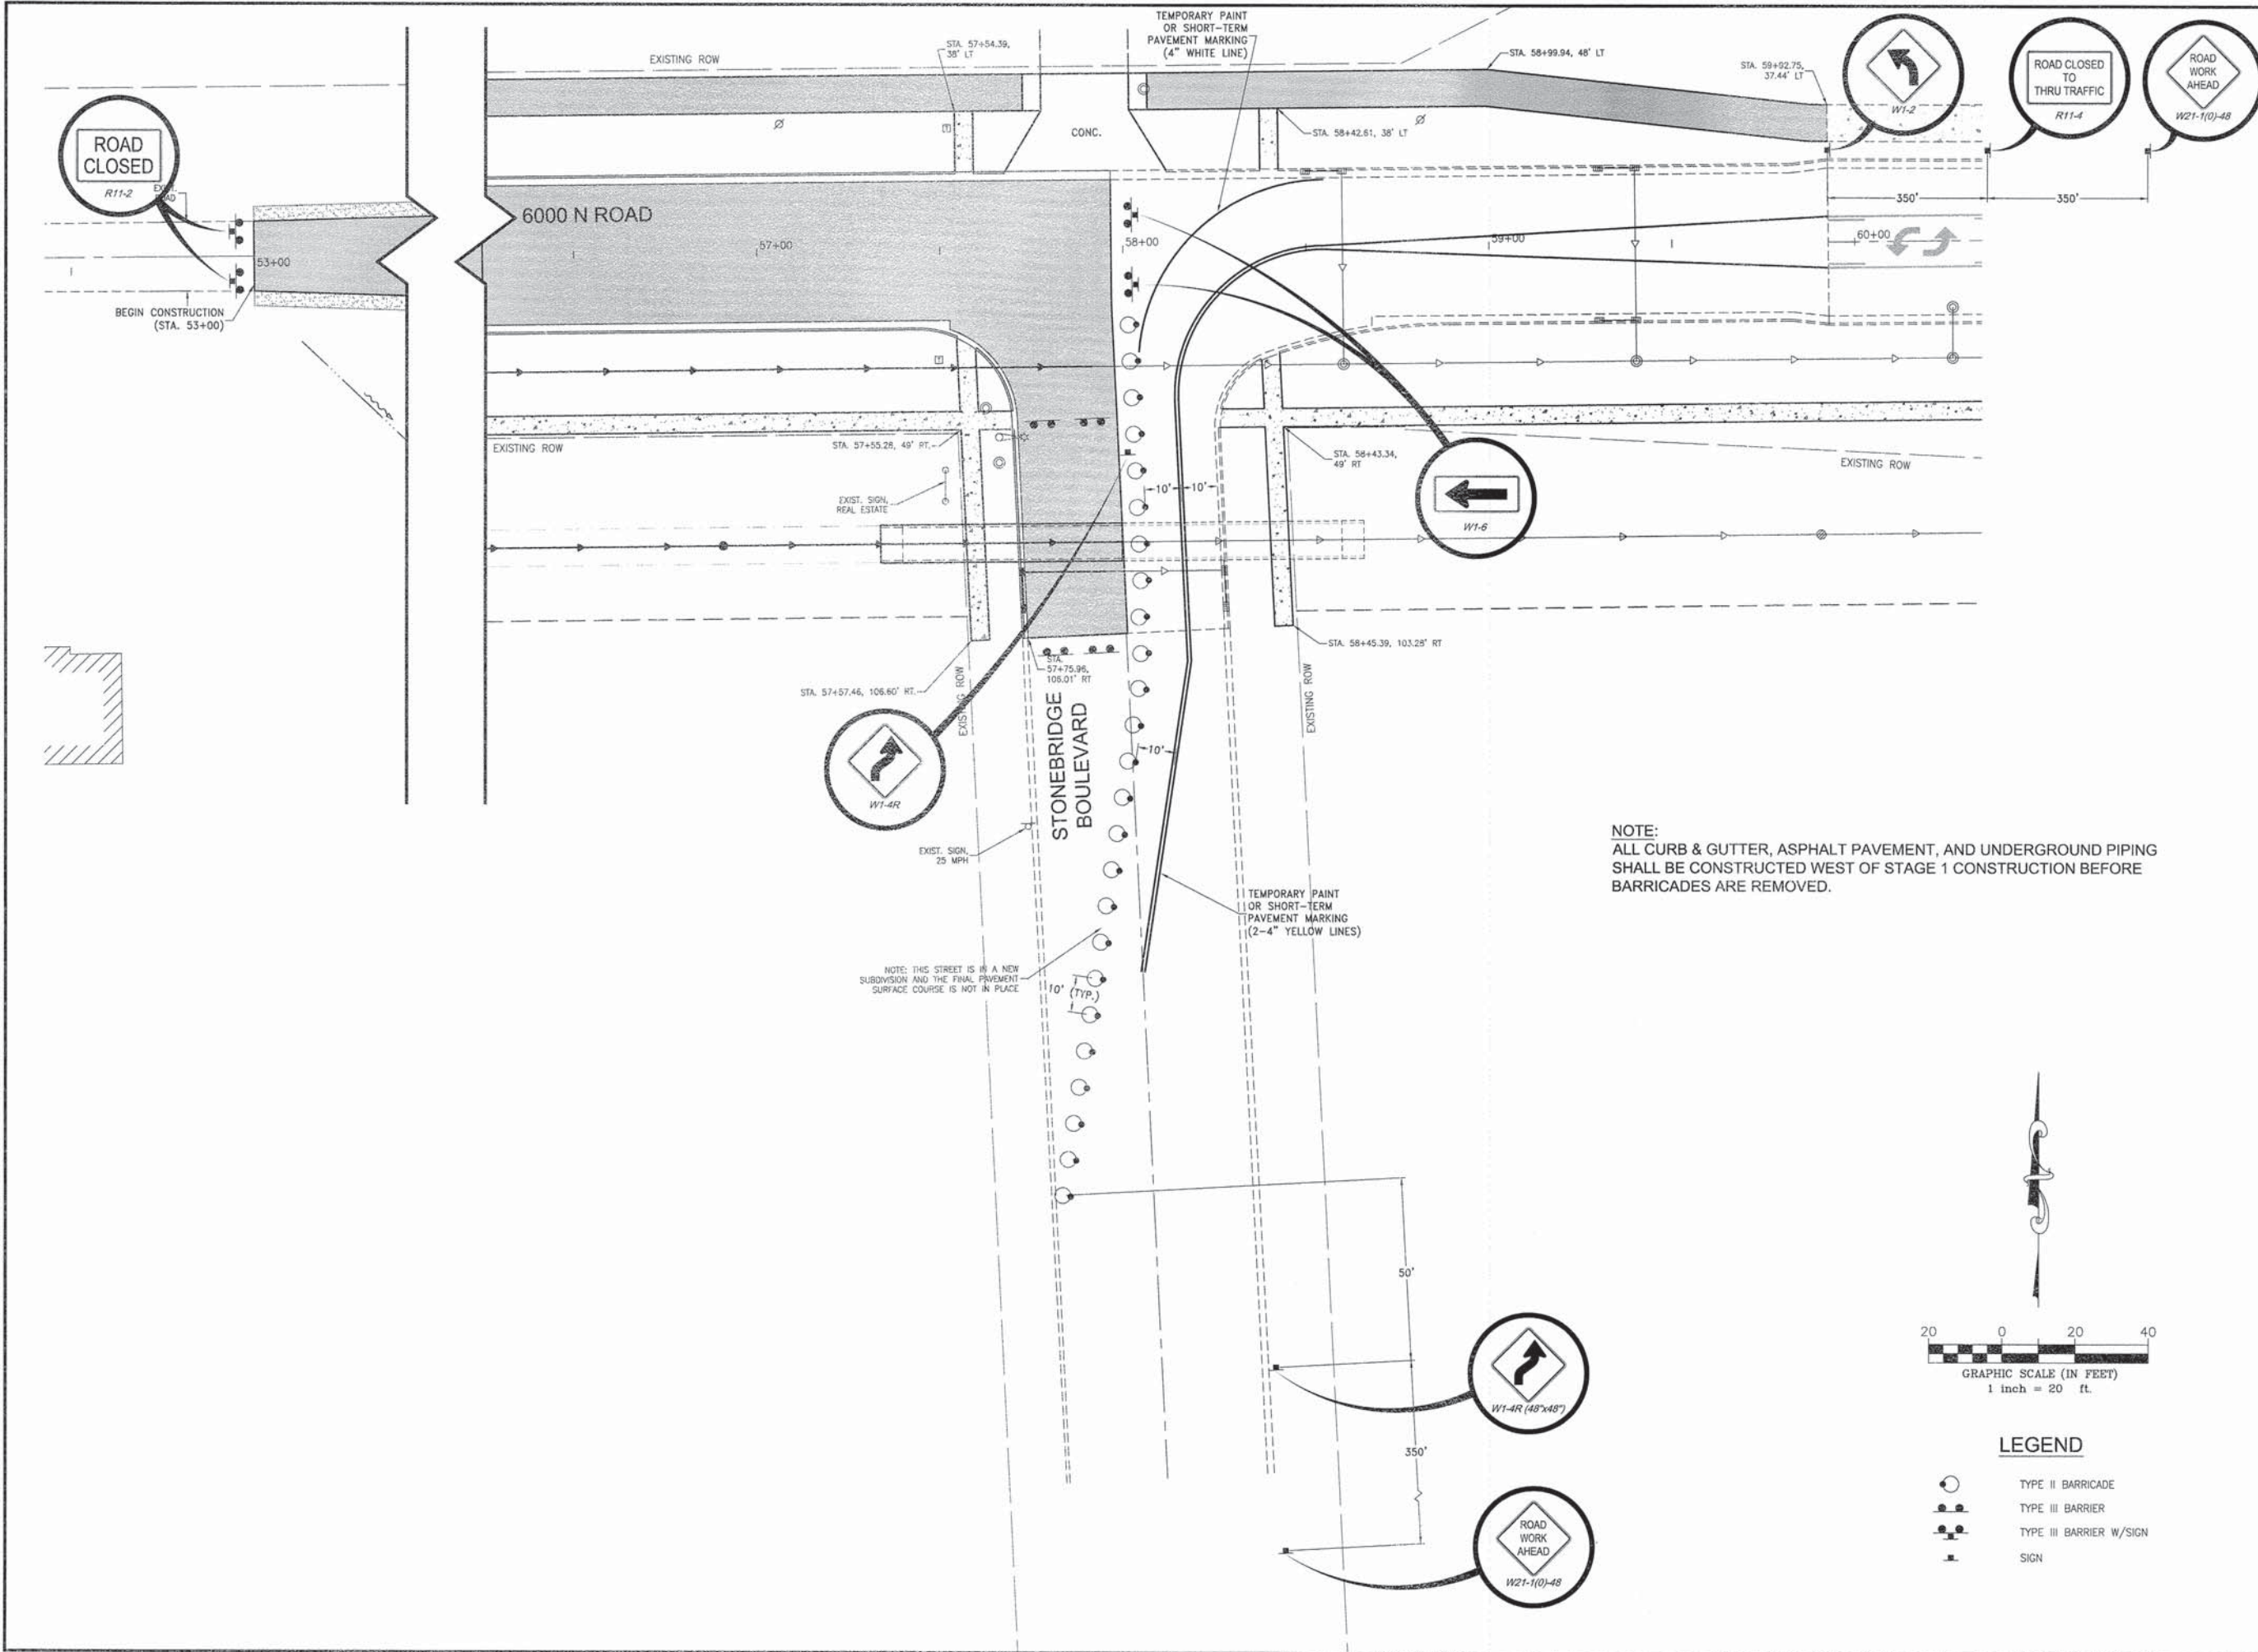 TEMPORARY PAINT
OR SHORT-TERM
PAVEMENT MARKING
(4" WHITE LINE)
EXISTING ROW
STA. 57+54.39,
38' LT
STA. 58+99.94, 48' LT
STA. 59+92.75,
37.44' LT
W1-2
ROAD CLOSED
TO
THRU TRAFFIC
R11-4
ROAD
WORK
AHEAD
W21-1(0)-48
ROAD
CLOSED
R11-2
CONC.
STA. 58+42.61, 38' LT
350'
350'
6000 N ROAD
53+00
57+00
58+00
59+00
60+00
BEGIN CONSTRUCTION
(STA. 53+00)
T
T
EXISTING ROW
STA. 57+55.28, 49' RT.
STA. 58+43.34,
49' RT
EXISTING ROW
EXIST. SIGN,
REAL ESTATE
10'
10'
W1-6
STA. 58+45.39, 103.28' RT
STA.
57+75.96,
106.01' RT
STA. 57+57.46, 106.60' RT.
EXISTING ROW
EXISTING ROW
STONEBRIDGE
BOULEVARD
10'
W1-4R
EXIST. SIGN,
25 MPH
NOTE:
ALL CURB & GUTTER, ASPHALT PAVEMENT, AND UNDERGROUND PIPING
SHALL BE CONSTRUCTED WEST OF STAGE 1 CONSTRUCTION BEFORE
BARRICADES ARE REMOVED.
TEMPORARY PAINT
OR SHORT-TERM
PAVEMENT MARKING
(2-4" YELLOW LINES)
NOTE: THIS STREET IS IN A NEW
SUBDIVISION AND THE FINAL PAVEMENT
SURFACE COURSE IS NOT IN PLACE
10' (TYP.)
50'
W1-4R (48"x48")
350'
ROAD
WORK
AHEAD
W21-1(0)-48
20 0 20 40
GRAPHIC SCALE (IN FEET)
1 inch = 20 ft.
LEGEND
TYPE II BARRICADE
TYPE III BARRIER
TYPE III BARRIER W/SIGN
SIGN